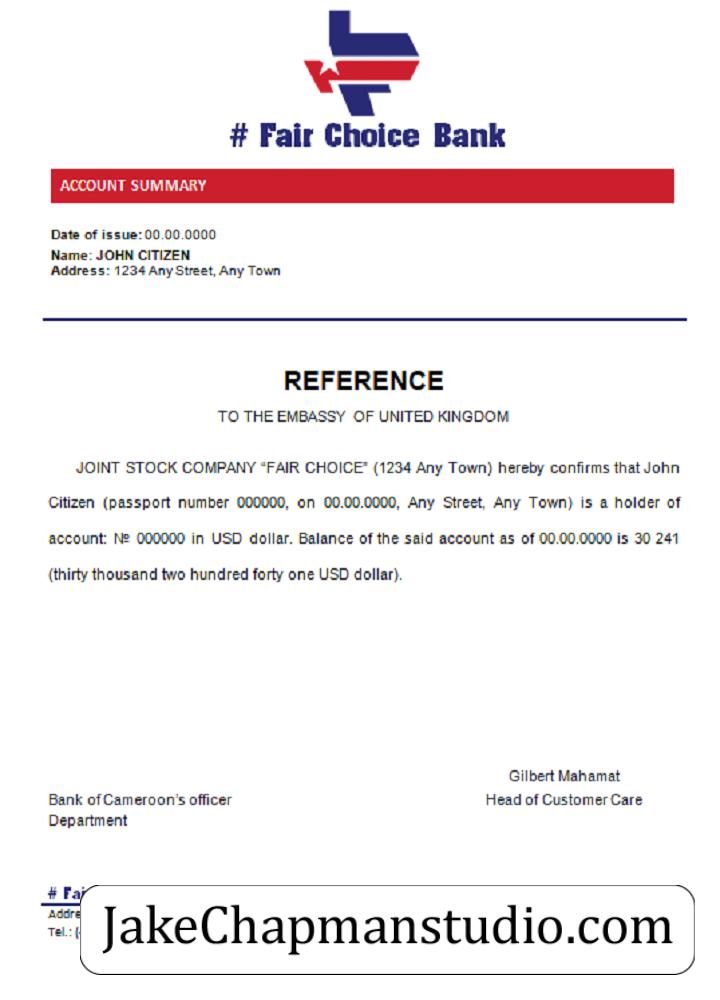 # Fair Choice Bank
ACCOUNT SUMMARY
Date of issue: 00.00.0000
Name: JOHN CITIZEN
Address: 1234 Any Street, Any Town
REFERENCE
TO THE EMBASSY OF UNITED KINGDOM
JOINT STOCK COMPANY “FAIR CHOICE” (1234 Any Town) hereby confirms that John
Citizen (passport number 000000, on 00.00.0000, Any Street, Any Town) is a holder of
account: № 000000 in USD dollar. Balance of the said account as of 00.00.0000 is 30 241
(thirty thousand two hundred forty one USD dollar).
Gilbert Mahamat
Bank of Cameroon’s officer Head of Customer Care
Department
#
Tel.:
JakeChapmanstudio.com